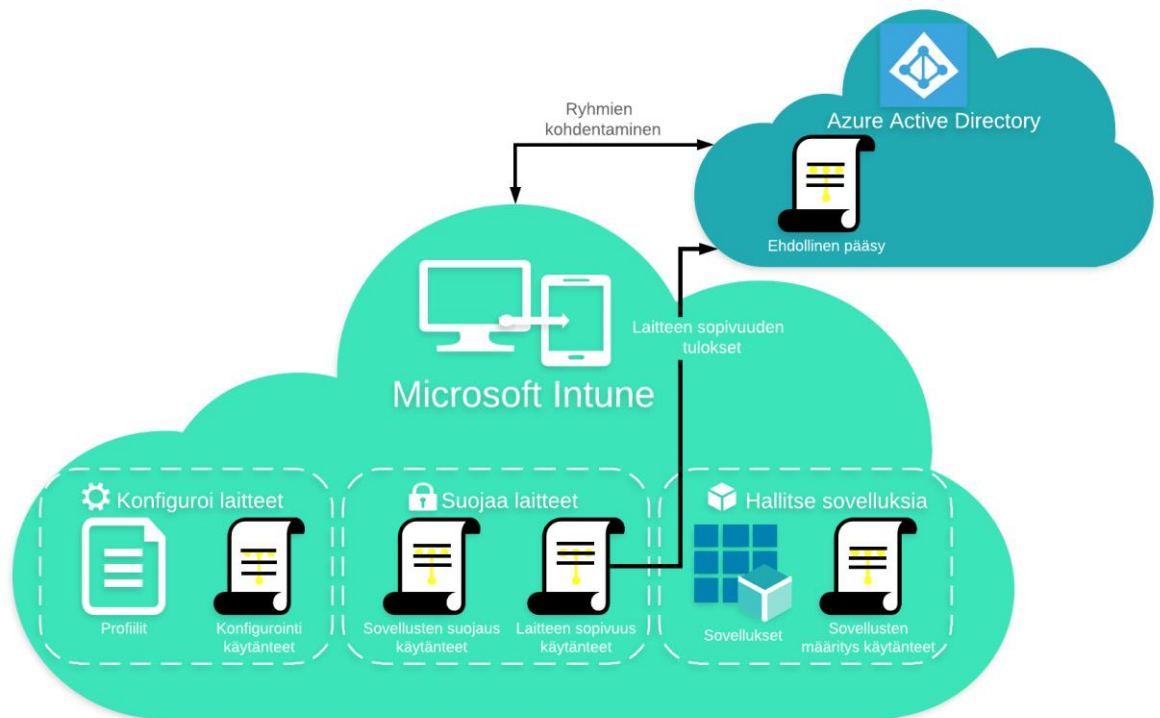 Azure Active Directory
Ehdollinen pääsy
Ryhmien
kohdentaminen
Laitteen sopivuuden
tulokset
Microsoft Intune
Konfiguroi laitteet
Profiilit
Konfigurointi
käytänteet
Suojaa laitteet
Sovellusten suojaus
käytänteet
Laitteen sopivuus
käytänteet
Hallitse sovelluksia
Sovellukset
Sovellusten
määritys käytänteet